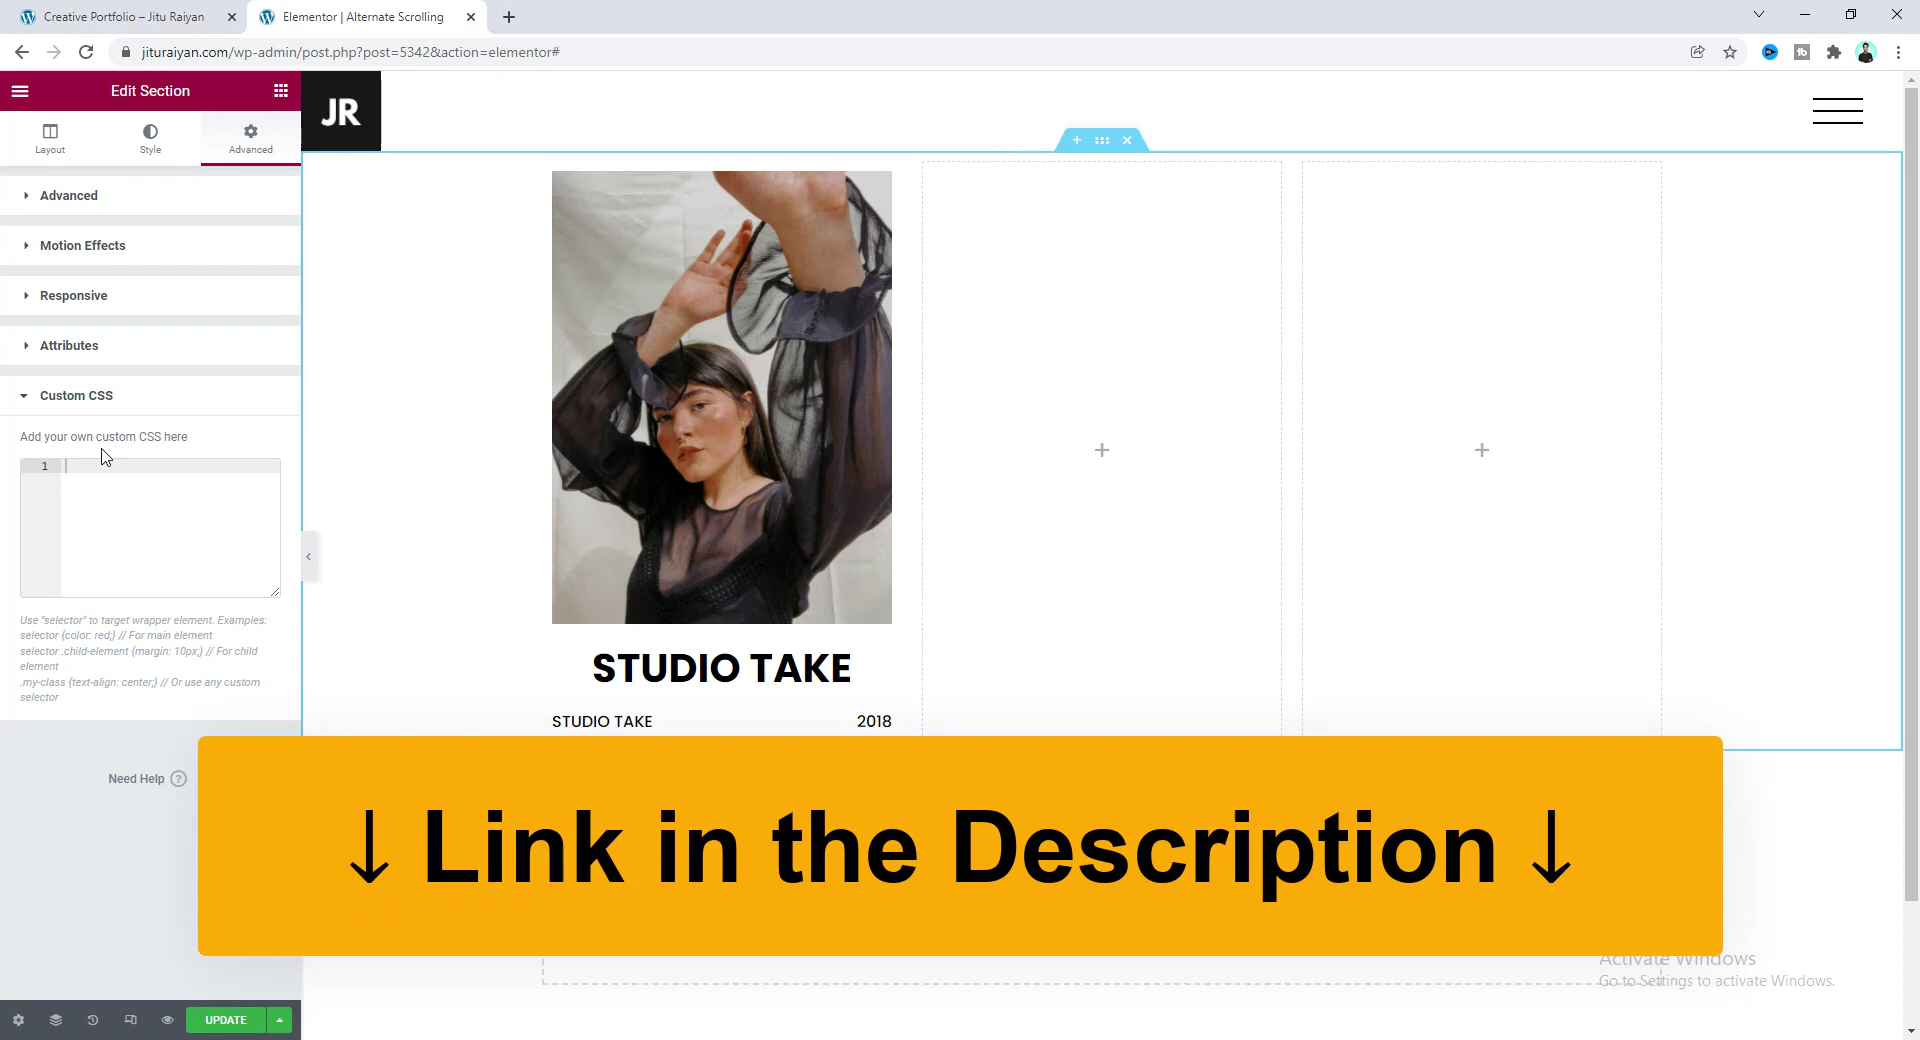 Creative Portfolio – Jitu Raiyan
Elementor | Alternate Scrolling
jituraiyan.com/wp-admin/post.php?post=5342&action=elementor#
Edit Section
JR
Layout
Style
Advanced
Advanced
Motion Effects
Responsive
Attributes
Custom CSS
Add your own custom CSS here
1
Use "selector" to target wrapper element. Examples:
selector {color: red;} // For main element
selector .child-element {margin: 10px;} // For child
element
.my-class {text-align: center;} // Or use any custom
selector
STUDIO TAKE
STUDIO TAKE
2018
Need Help ?
↓ Link in the Description ↓
Activate Windows
Go to Settings to activate Windows.
UPDATE